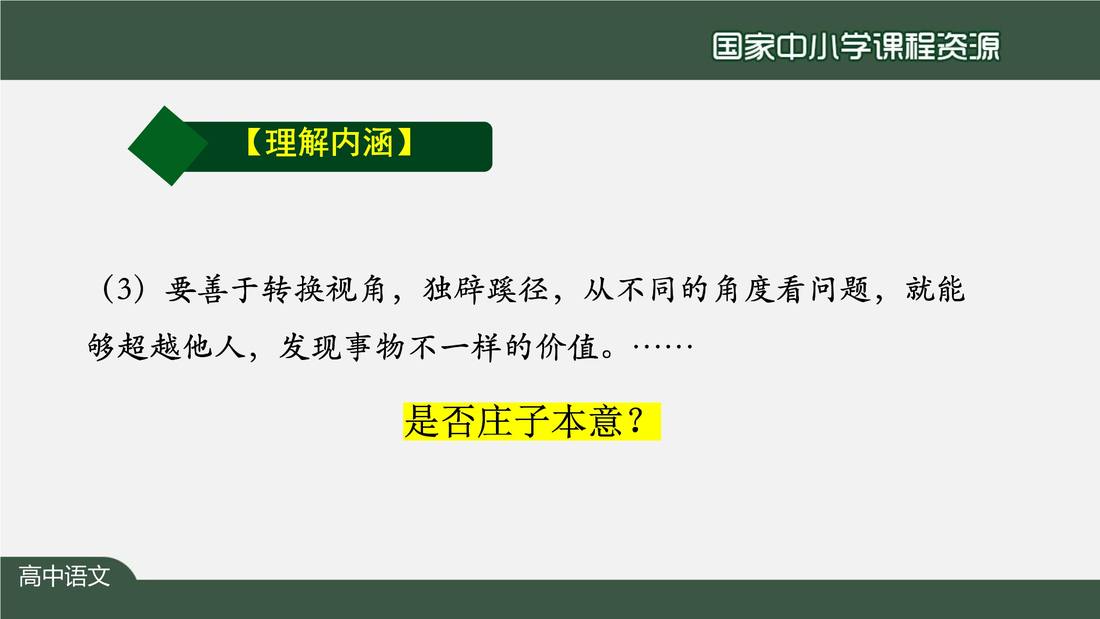 国家中小学课程资源
【理解内涵】
（3）要善于转换视角，独辟蹊径，从不同的角度看问题，就能
够超越他人，发现事物不一样的价值。……
是否庄子本意？
高中语文